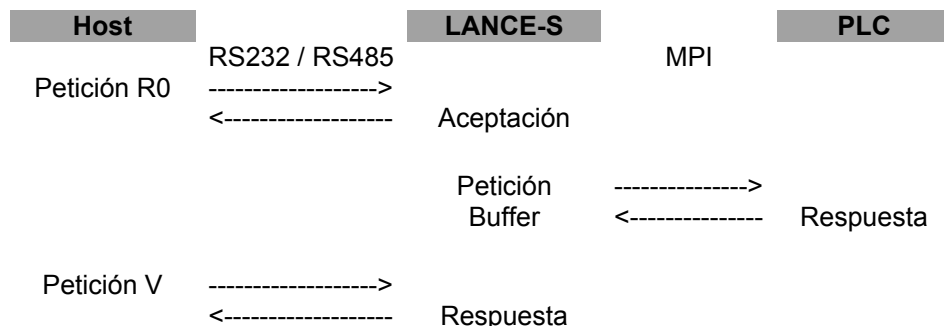 Host LANCE-S PLC
RS232 / RS485 MPI
Petición R0 ------------------->
<------------------- Aceptación
Petición --------------->
Buffer <--------------- Respuesta
Petición V ------------------->
<------------------- Respuesta